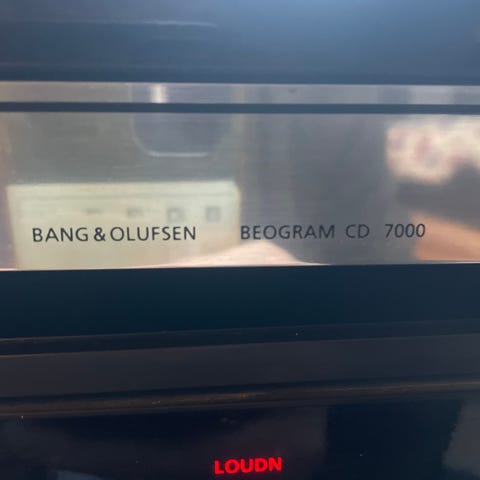 BANG & OLUFSEN BEOGRAM CD 7000
LOUDN